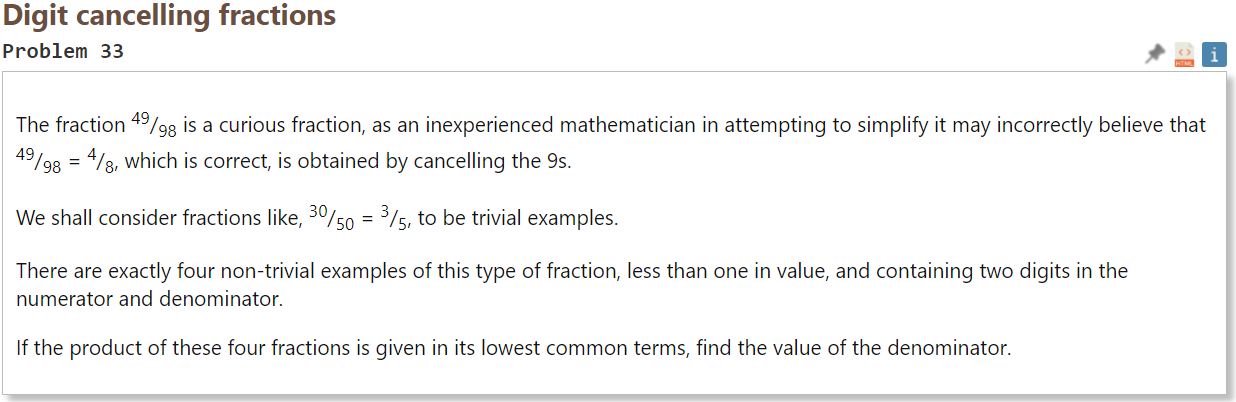 Digit cancelling fractions
Problem 33
HTML
i
The fraction 49/98 is a curious fraction, as an inexperienced mathematician in attempting to simplify it may incorrectly believe that
49/98 = 4/8, which is correct, is obtained by cancelling the 9s.
We shall consider fractions like, 30/50 = 3/5, to be trivial examples.
There are exactly four non-trivial examples of this type of fraction, less than one in value, and containing two digits in the
numerator and denominator.
If the product of these four fractions is given in its lowest common terms, find the value of the denominator.